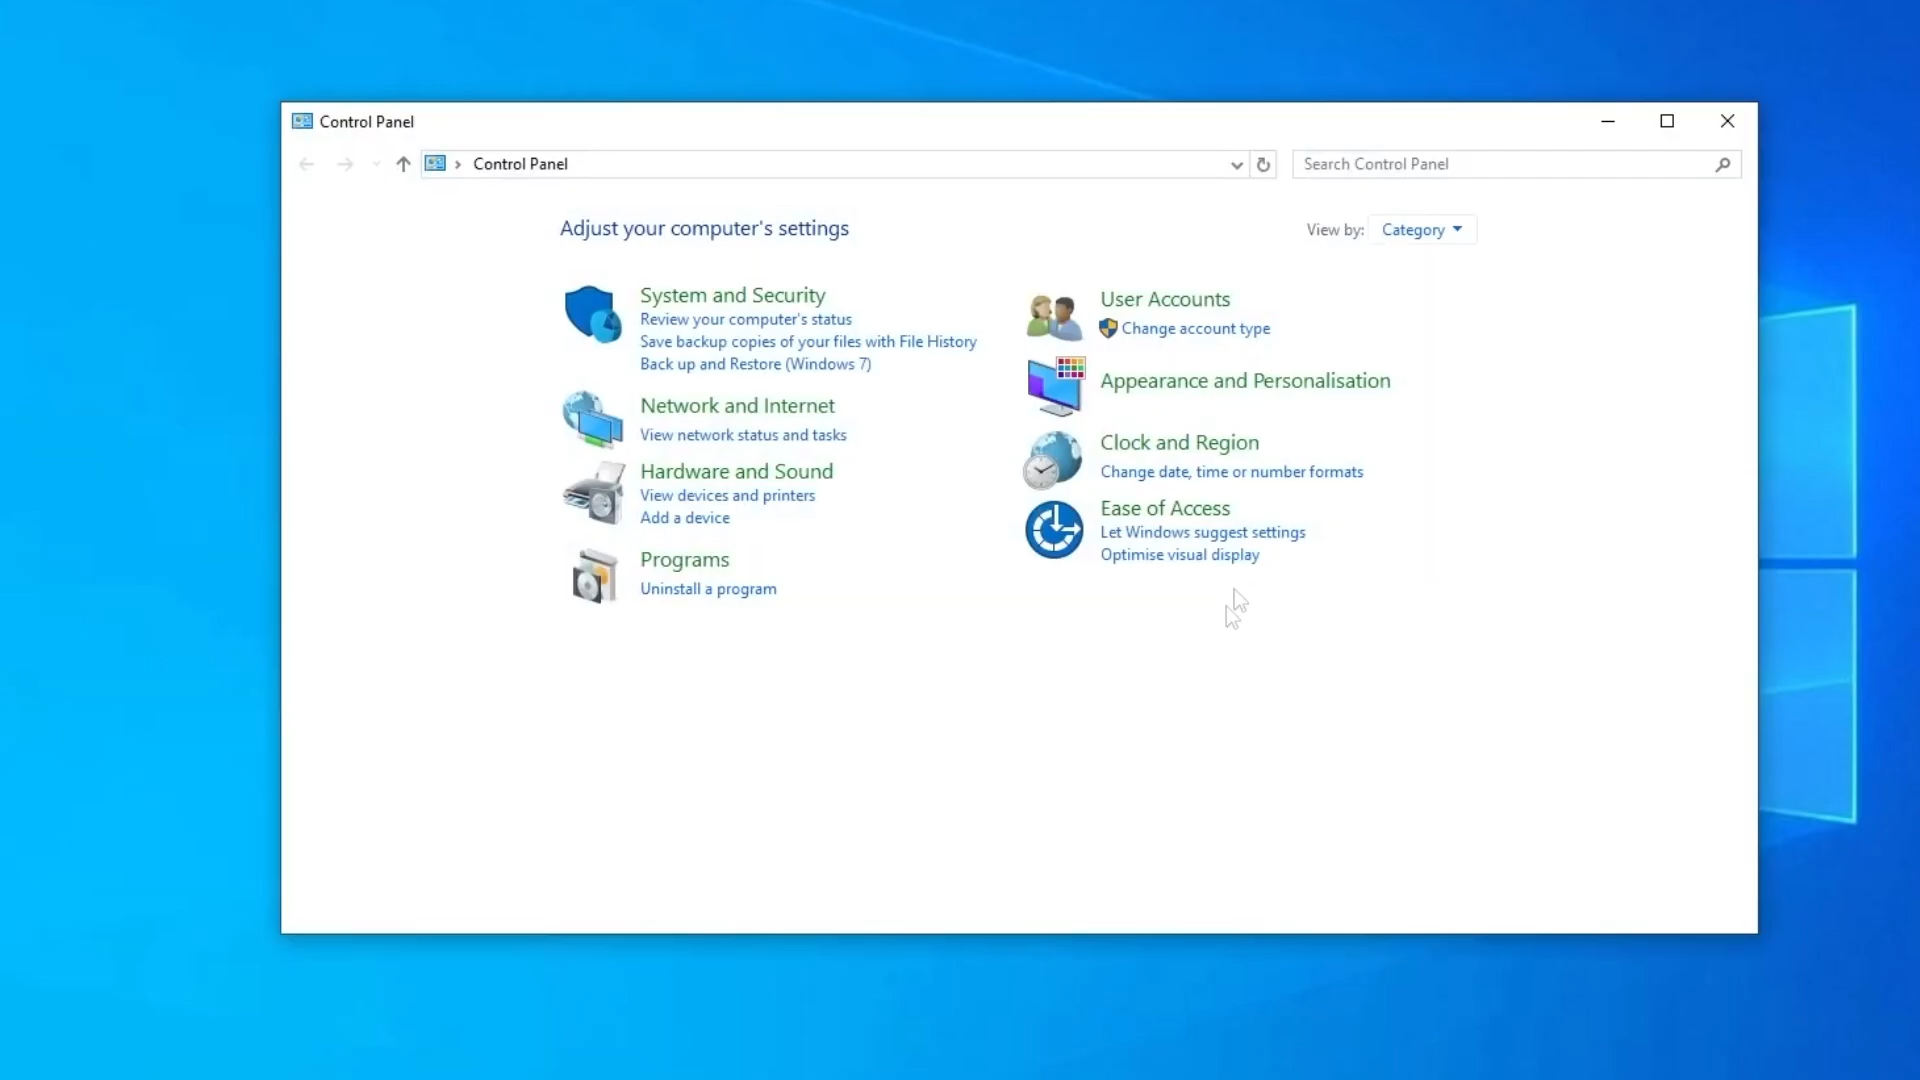 Control Panel
Control Panel
Search Control Panel
Adjust your computer's settings
View by: Category
System and Security
Review your computer's status
Save backup copies of your files with File History
Back up and Restore (Windows 7)
Network and Internet
View network status and tasks
Hardware and Sound
View devices and printers
Add a device
Programs
Uninstall a program
User Accounts
Change account type
Appearance and Personalisation
Clock and Region
Change date, time or number formats
Ease of Access
Let Windows suggest settings
Optimise visual display